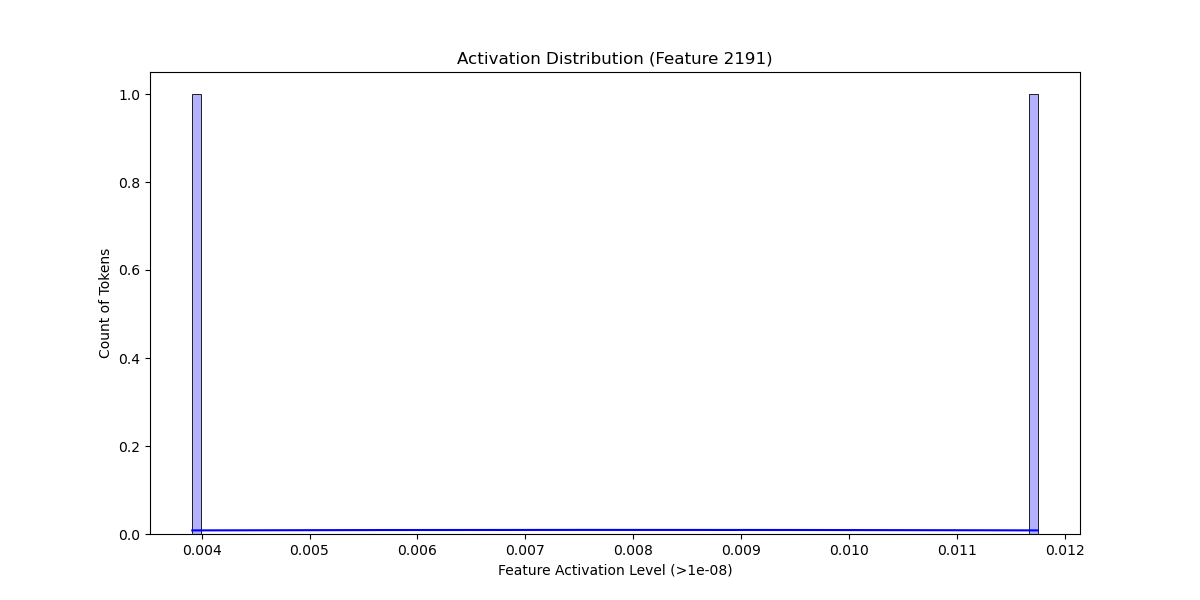 Activation Distribution (Feature 2191)
Count of Tokens
1.0
0.8
0.6
0.4
0.2
0.0
0.004 0.005 0.006 0.007 0.008 0.009 0.010 0.011 0.012
Feature Activation Level (>1e-08)